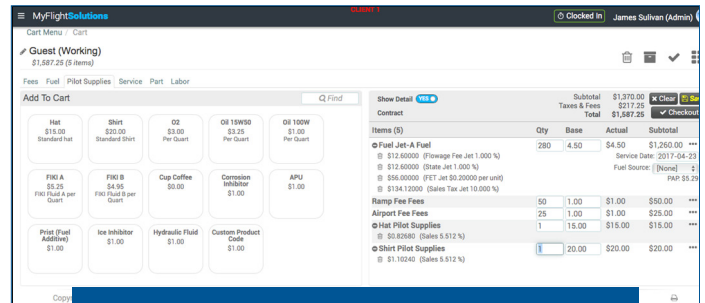 CLIENT 1
≡ MyFlightSolutions
Clocked In James Sulivan (Admin)
Cart Menu / Cart
Guest (Working)
$1,587.25 (5 items)
Fees Fuel Pilot Supplies Service Part Labor
Add To Cart Find
Hat
$15.00
Standard hat
Shirt
$20.00
Standard Shirt
O2
$3.00
Per Quart
Oil 15W50
$3.25
Per Quart
Oil 100W
$1.00
Per Quart
FIKI A
$5.25
FIKI Fluid A per
Quart
FIKI B
$4.95
FIKI Fluid B per
Quart
Cup Coffee
$0.00
Corrosion
Inhibitor
$1.00
APU
$1.00
Prist (Fuel
Additive)
$1.00
Ice Inhibitor
$1.00
Hydraulic Fluid
$1.00
Custom Product
Code
$1.00
Show Detail YES
Contract
Subtotal $1,370.00
Taxes & Fees $217.25
Total $1,587.25
Clear Sav
Checkout
Items (5) Qty Base Actual Subtotal
Fuel Jet-A Fuel 280 4.50 $4.50 $1,260.00 •••
$12.60000 (Flowage Fee Jet 1.000 %) Service Date: 2017-04-23
$12.60000 (State Jet 1.000 %) Fuel Source: [None]
$56.00000 (FET Jet $0.20000 per unit) PAP: $5.29
$134.12000 (Sales Tax Jet 10.000 %)
Ramp Fee Fees 50 1.00 $1.00 $50.00 •••
Airport Fee Fees 25 1.00 $1.00 $25.00 •••
Hat Pilot Supplies 1 15.00 $15.00 $15.00 •••
$0.82680 (Sales 5.512 %)
Shirt Pilot Supplies 1 20.00 $20.00 $20.00 •••
$1.10240 (Sales 5.512 %)